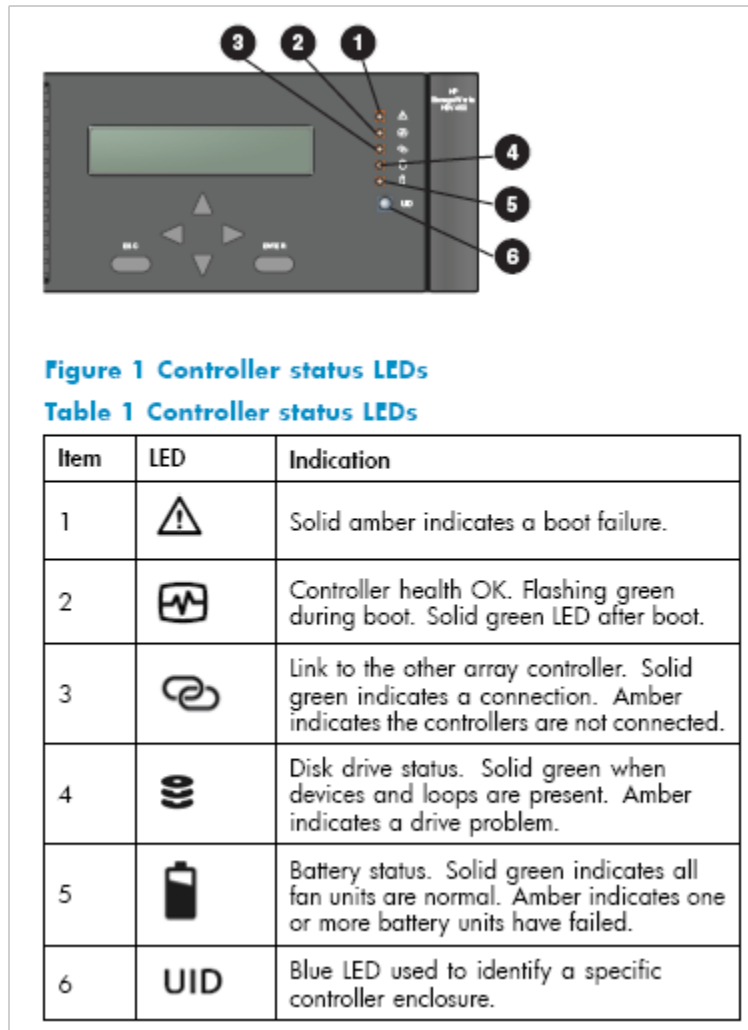 3
2
1
4
5
6
UID
ENTER
Figure 1 Controller status LEDs
Table 1 Controller status LEDs
Item LED Indication
1 Solid amber indicates a boot failure.
2 Controller health OK. Flashing green
during boot. Solid green LED after boot.
3 Link to the other array controller. Solid
green indicates a connection. Amber
indicates the controllers are not connected.
4 Disk drive status. Solid green when
devices and loops are present. Amber
indicates a drive problem.
5 Battery status. Solid green indicates all
fan units are normal. Amber indicates one
or more battery units have failed.
6 UID Blue LED used to identify a specific
controller enclosure.